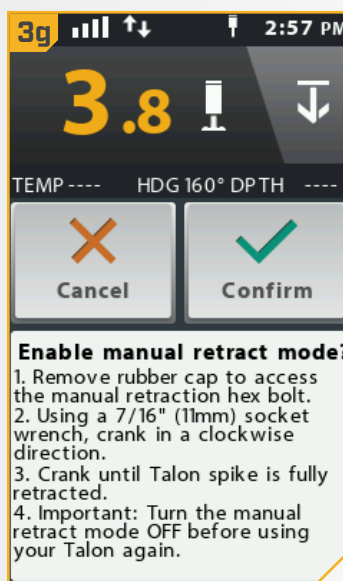 3g 2:57 PM
3.8
TEMP ---- HDG 160° DPTH ----
Cancel Confirm
Enable manual retract mode?
1. Remove rubber cap to access
the manual retraction hex bolt.
2. Using a 7/16" (11mm) socket
wrench, crank in a clockwise
direction.
3. Crank until Talon spike is fully
retracted.
4. Important: Turn the manual
retract mode OFF before using
your Talon again.